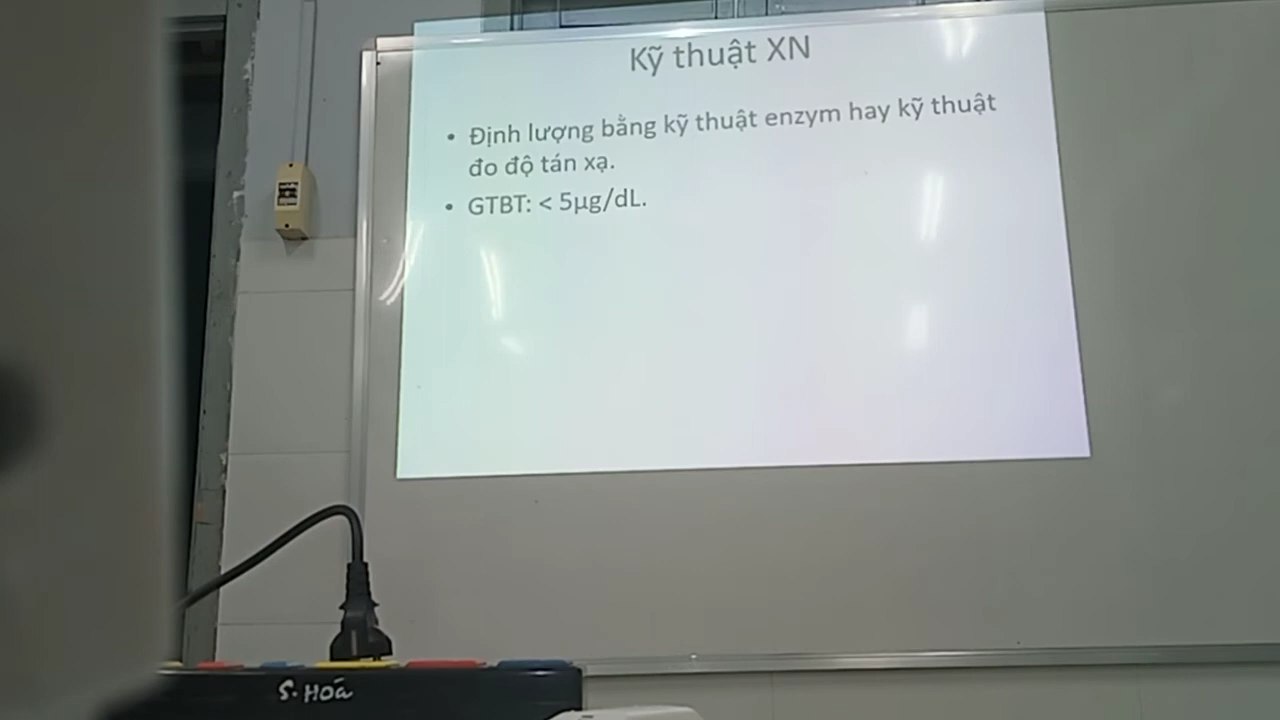 Kỹ thuật XN
• Định lượng bằng kỹ thuật enzym hay kỹ thuật
đo độ tán xạ.
• GTBT: < 5µg/dL.
S. Hoá